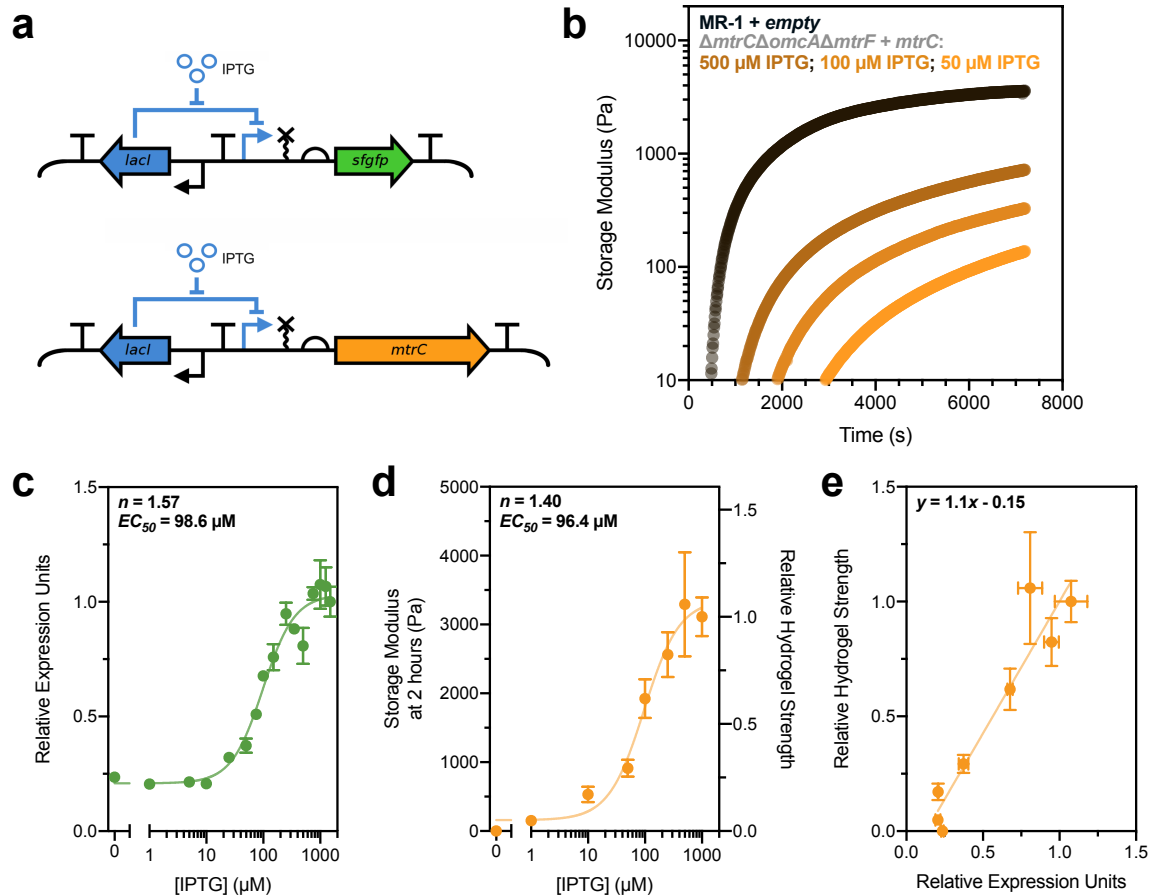 a
IPTG
lacI
sfgfp
IPTG
lacI
mtrC
b
MR-1 + empty
ΔmtrCΔomcAΔmtrF + mtrC:
500 µM IPTG; 100 µM IPTG; 50 µM IPTG
Storage Modulus (Pa)
10000
1000
100
10
0
2000
4000
6000
8000
Time (s)
c
n = 1.57
EC50 = 98.6 µM
Relative Expression Units
1.5
1.0
0.5
0.0
0
1
10
100
1000
[IPTG] (µM)
d
n = 1.40
EC50 = 96.4 µM
Storage Modulus
at 2 hours (Pa)
5000
4000
3000
2000
1000
0
1.5
1.0
0.5
0.0
Relative Hydrogel Strength
0
1
10
100
1000
[IPTG] (µM)
e
y = 1.1x - 0.15
Relative Hydrogel Strength
1.5
1.0
0.5
0.0
0.0
0.5
1.0
1.5
Relative Expression Units